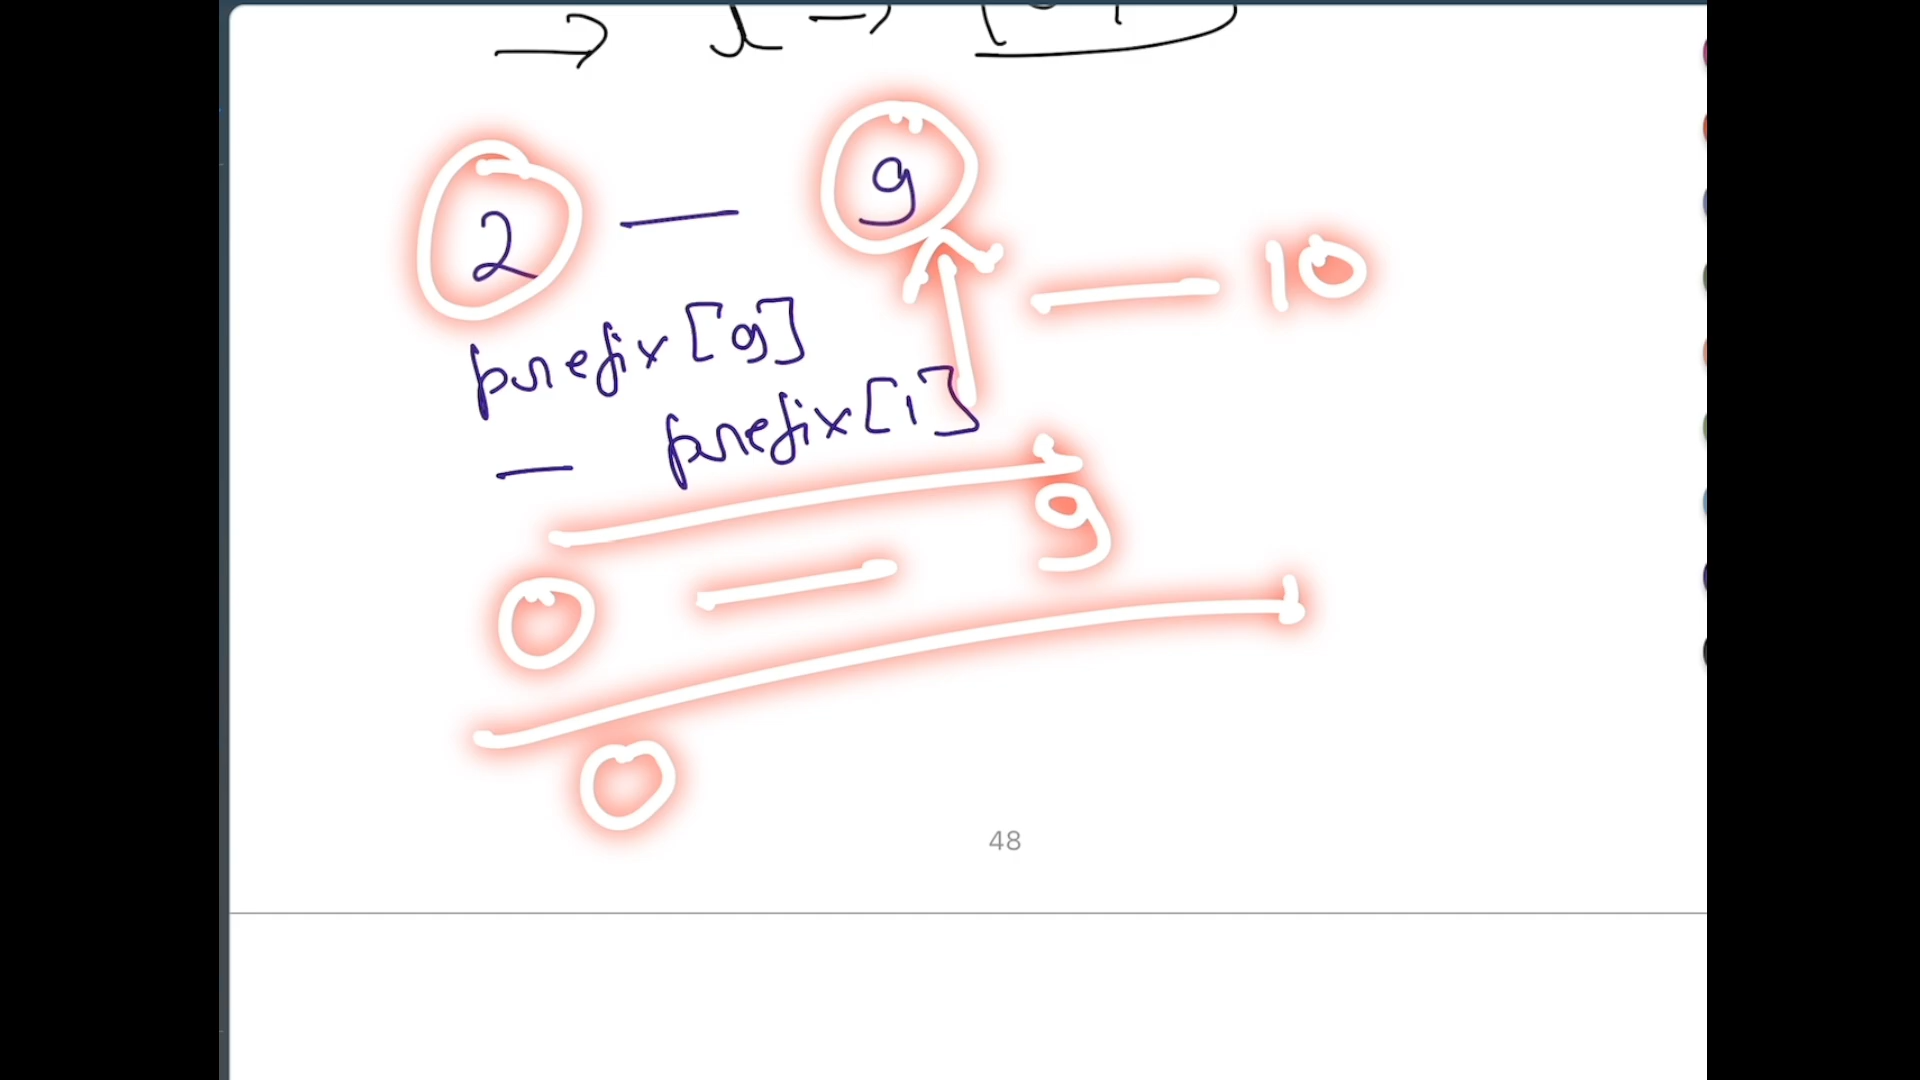 2 — 9 — 10
prefix[9]
— prefix[1]
9
0 —
0
48